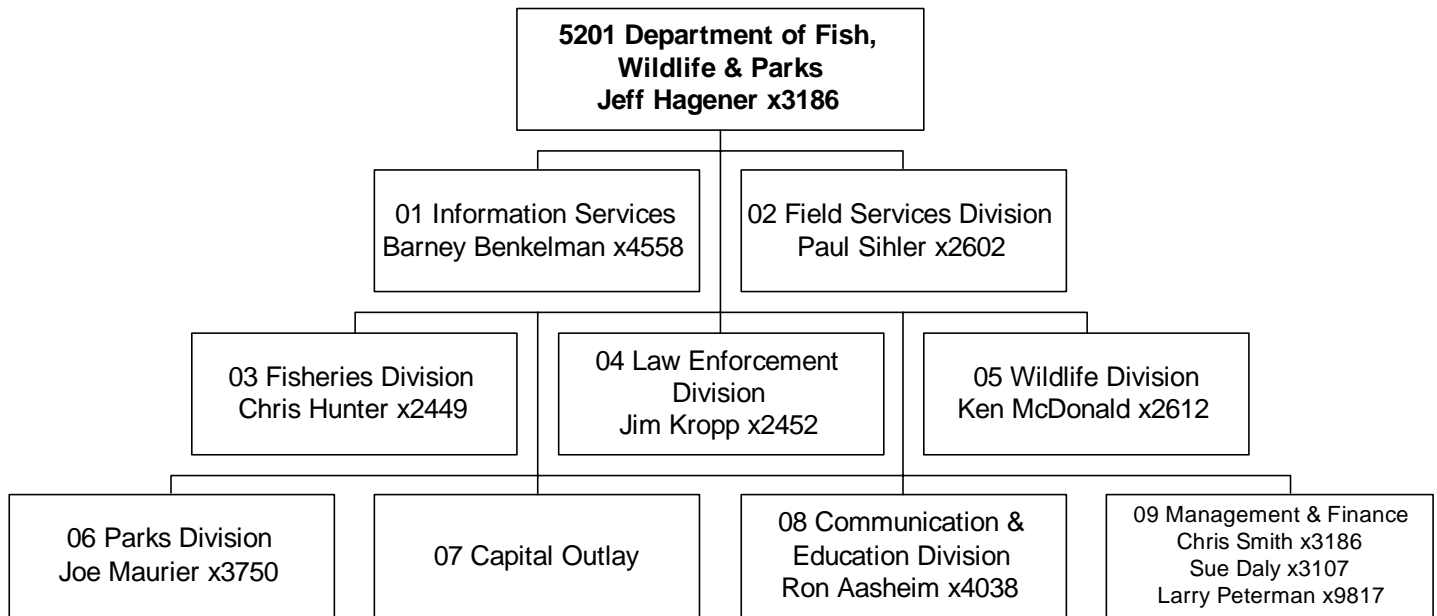 5201 Department of Fish,
Wildlife & Parks
Jeff Hagener x3186
01 Information Services
Barney Benkelman x4558
02 Field Services Division
Paul Sihler x2602
03 Fisheries Division
Chris Hunter x2449
04 Law Enforcement
Division
Jim Kropp x2452
05 Wildlife Division
Ken McDonald x2612
06 Parks Division
Joe Maurier x3750
07 Capital Outlay
08 Communication &
Education Division
Ron Aasheim x4038
09 Management & Finance
Chris Smith x3186
Sue Daly x3107
Larry Peterman x9817